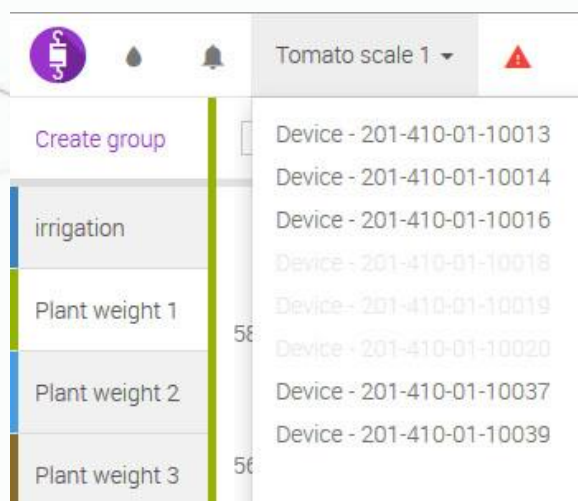 Tomato scale 1
Create group
irrigation
Plant weight 1
Plant weight 2
Plant weight 3
58
56
Device - 201-410-01-10013
Device - 201-410-01-10014
Device - 201-410-01-10016
Device - 201-410-01-10018
Device - 201-410-01-10019
Device - 201-410-01-10020
Device - 201-410-01-10037
Device - 201-410-01-10039